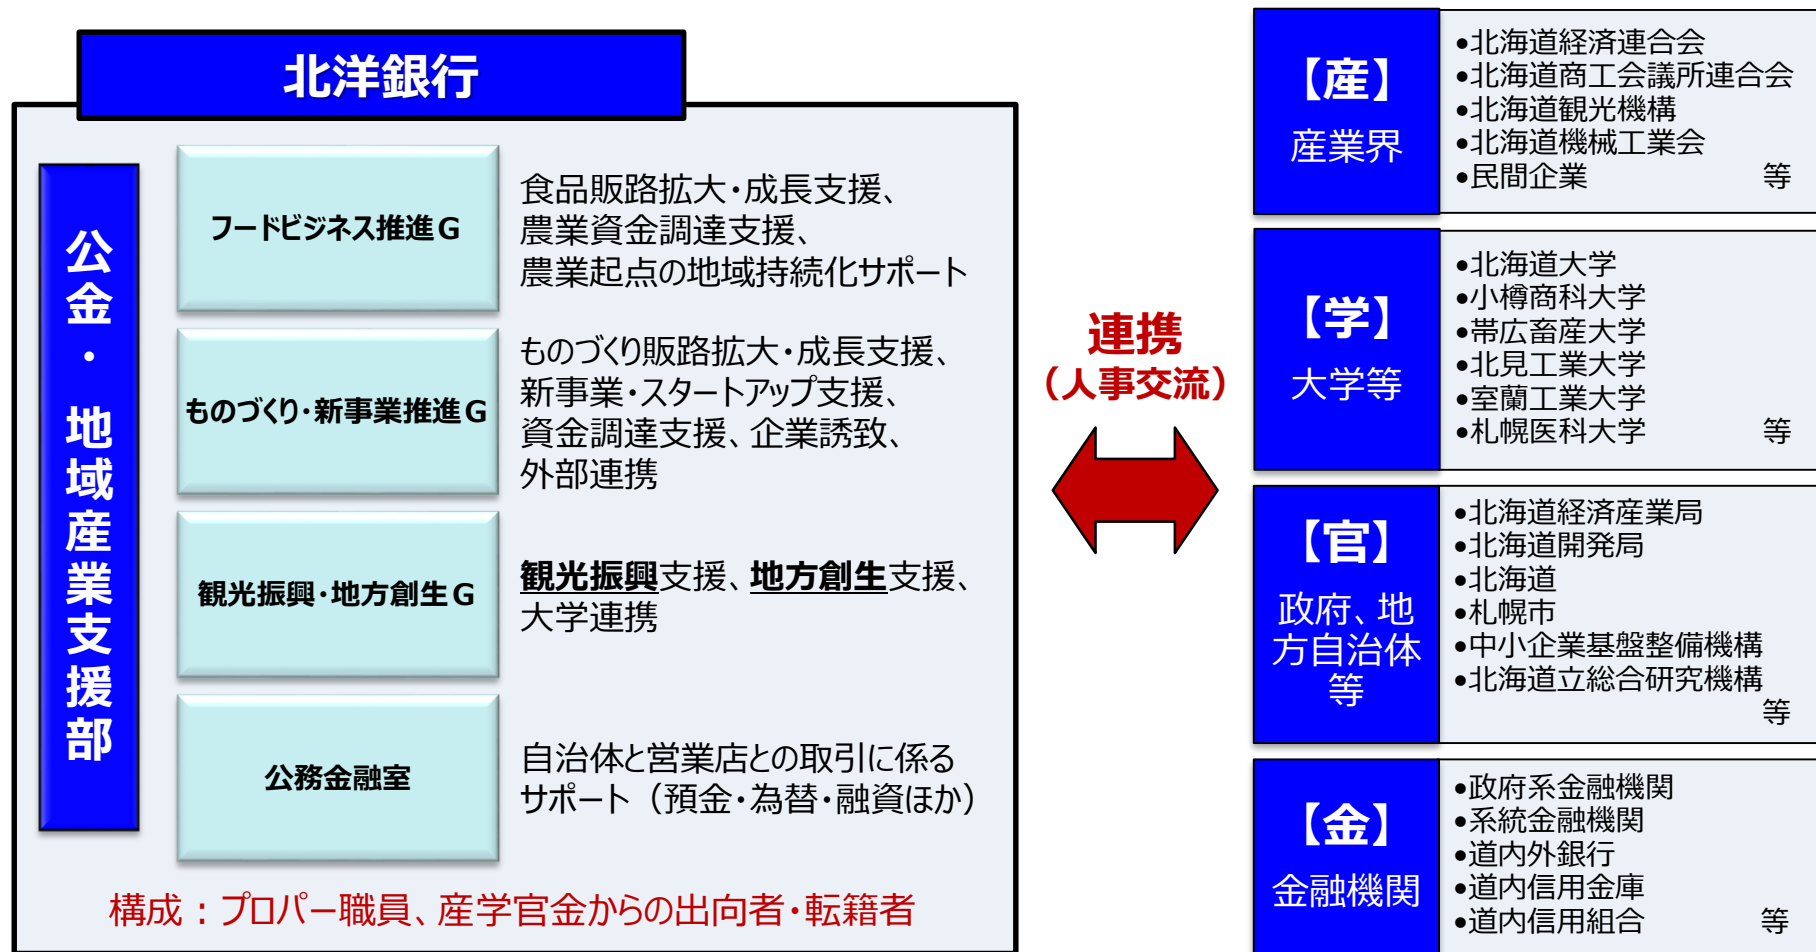 北洋銀行
公金・地域産業支援部
フードビジネス推進G
食品販路拡大・成長支援、
農業資金調達支援、
農業起点の地域持続化サポート
ものづくり・新事業推進G
ものづくり販路拡大・成長支援、
新事業・スタートアップ支援、
資金調達支援、企業誘致、
外部連携
観光振興・地方創生G
観光振興支援、地方創生支援、
大学連携
公務金融室
自治体と営業店との取引に係る
サポート（預金・為替・融資ほか）
構成：プロパー職員、産学官金からの出向者・転籍者
連携
（人事交流）
【産】
産業界
•北海道経済連合会
•北海道商工会議所連合会
•北海道観光機構
•北海道機械工業会
•民間企業 等
【学】
大学等
•北海道大学
•小樽商科大学
•帯広畜産大学
•北見工業大学
•室蘭工業大学
•札幌医科大学 等
【官】
政府、地
方自治体
等
•北海道経済産業局
•北海道開発局
•北海道
•札幌市
•中小企業基盤整備機構
•北海道立総合研究機構
等
【金】
金融機関
•政府系金融機関
•系統金融機関
•道内外銀行
•道内信用金庫
•道内信用組合 等